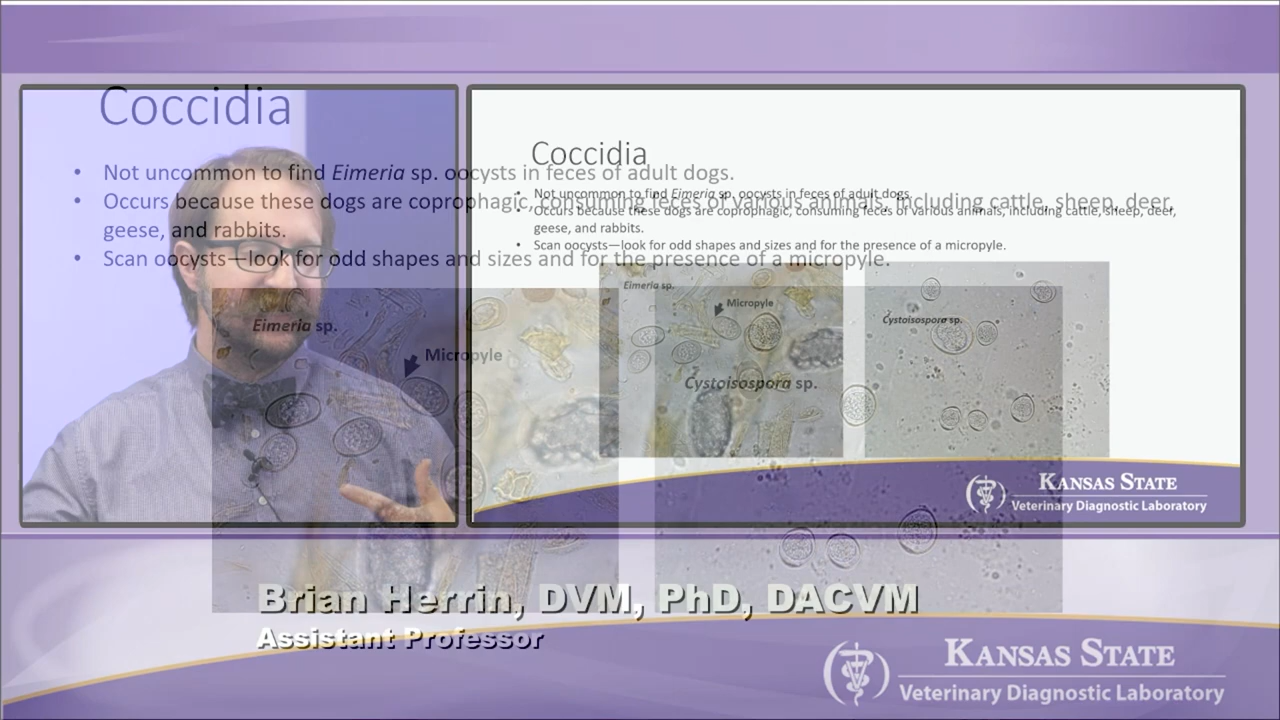 Coccidia
• Not uncommon to find Eimeria sp. oocysts in feces of adult dogs.
• Occurs because these dogs are coprophagic, consuming feces of various animals, including cattle, sheep, deer,
geese, and rabbits.
• Scan oocysts—look for odd shapes and sizes and for the presence of a micropyle.
Eimeria sp.
Micropyle
Cystoisospora sp.
Coccidia
• Not uncommon to find Eimeria sp. oocysts in feces of adult dogs.
• Occurs because these dogs are coprophagic, consuming feces of various animals, including cattle, sheep, deer,
geese, and rabbits.
• Scan oocysts—look for odd shapes and sizes and for the presence of a micropyle.
Eimeria sp.
Micropyle
Cystoisospora sp.
KANSAS STATE
Veterinary Diagnostic Laboratory
Brian Herrin, DVM, PhD, DACVM
Assistant Professor
KANSAS STATE
Veterinary Diagnostic Laboratory